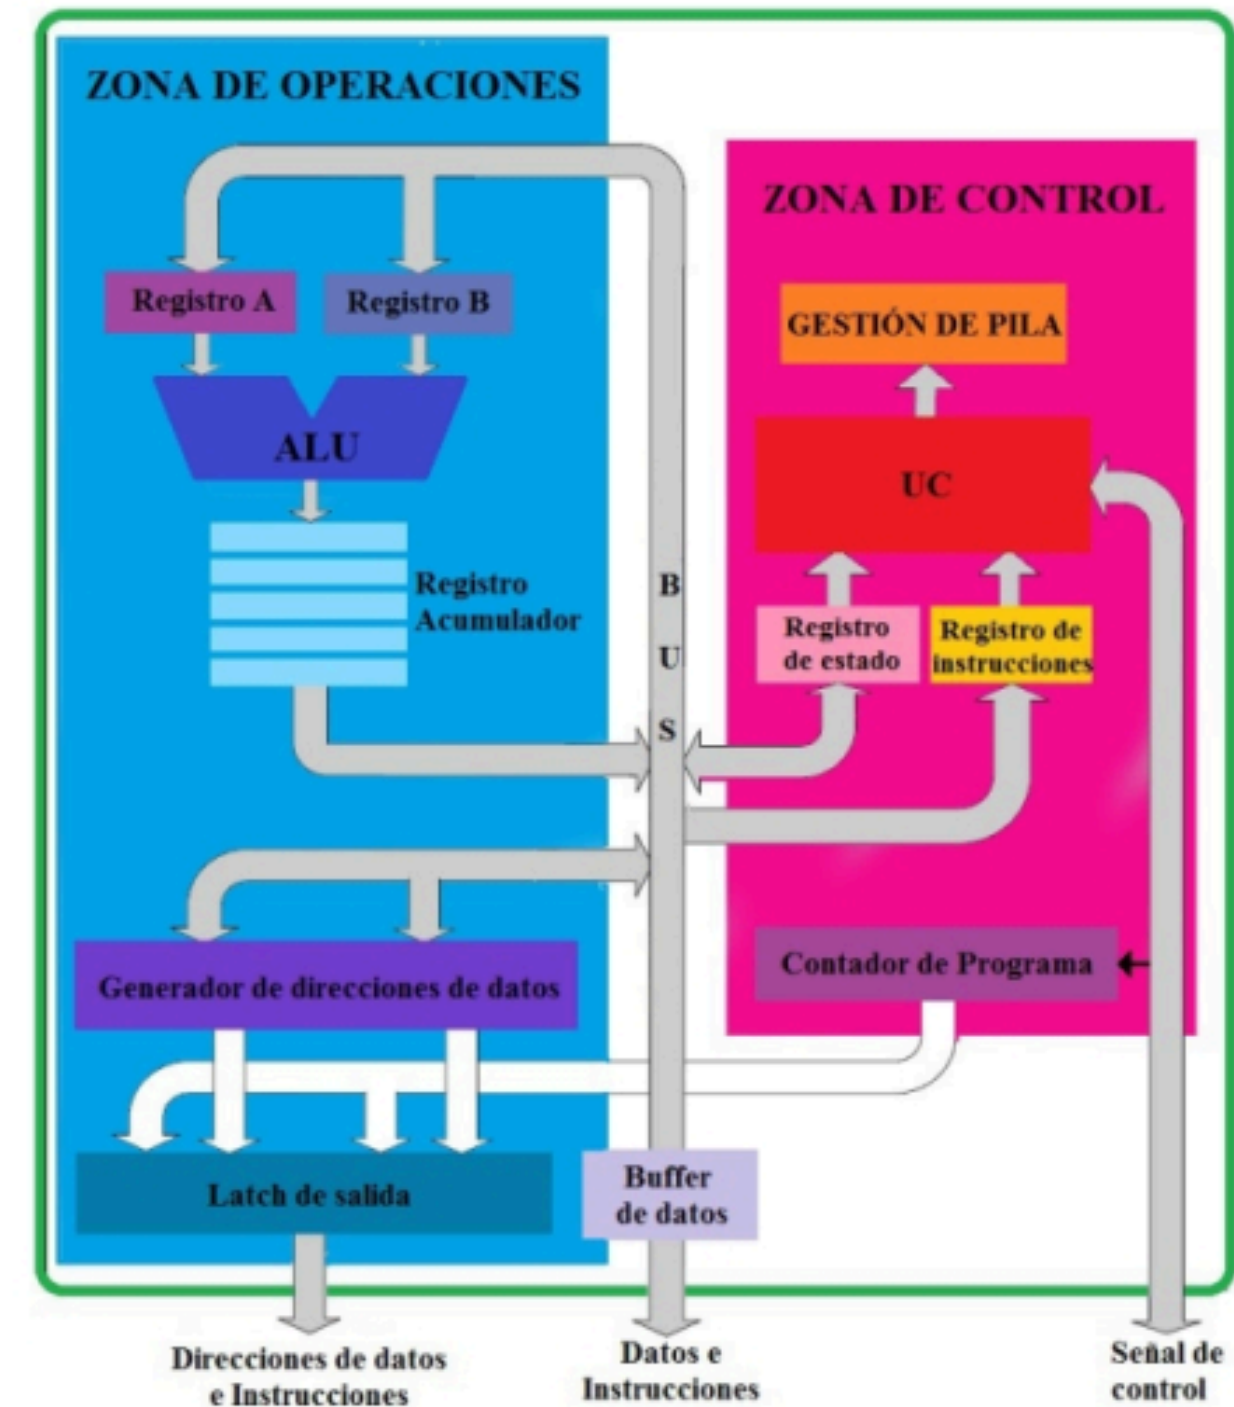 ZONA DE OPERACIONES
ZONA DE CONTROL
Registro A
Registro B
GESTIÓN DE PILA
ALU
UC
Registro
Acumulador
B
U
S
Registro
de estado
Registro de
instrucciones
Contador de Programa
Generador de direcciones de datos
Latch de salida
Buffer
de datos
Direcciones de datos
e Instrucciones
Datos e
Instrucciones
Señal de
control